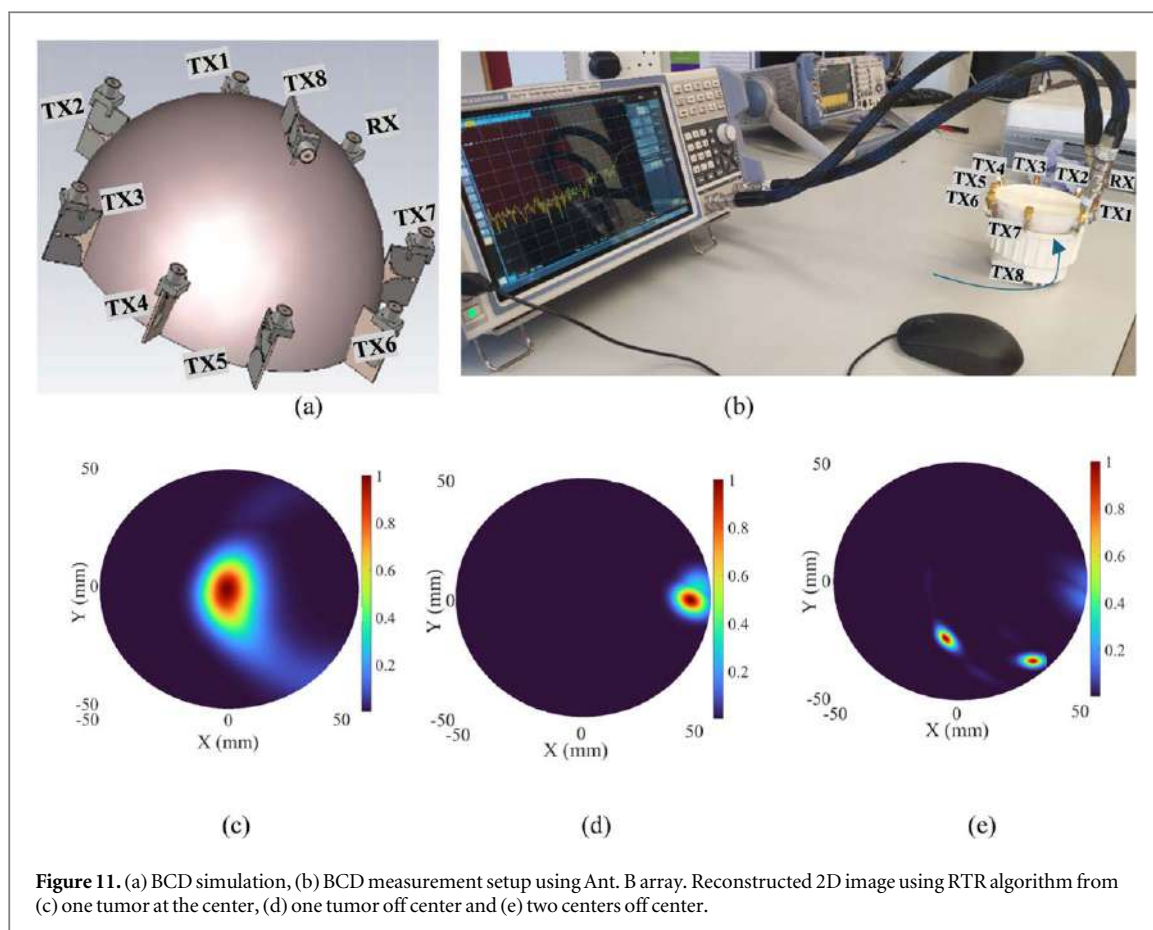 TX1
TX8
TX2
RX
TX3
TX7
TX4
TX5
TX6
(a)
TX4 TX3
TX5 TX2 RX
TX6 TX1
TX7
TX8
(b)
50
0
-50
-50
0
50
Y (mm)
X (mm)
1
0.8
0.6
0.4
0.2
(c)
50
0
-50
-50
0
50
Y (mm)
X (mm)
1
0.8
0.6
0.4
0.2
(d)
50
0
-50
-50
0
50
Y (mm)
X (mm)
1
0.8
0.6
0.4
0.2
(e)
Figure 11. (a) BCD simulation, (b) BCD measurement setup using Ant. B array. Reconstructed 2D image using RTR algorithm from
(c) one tumor at the center, (d) one tumor off center and (e) two centers off center.